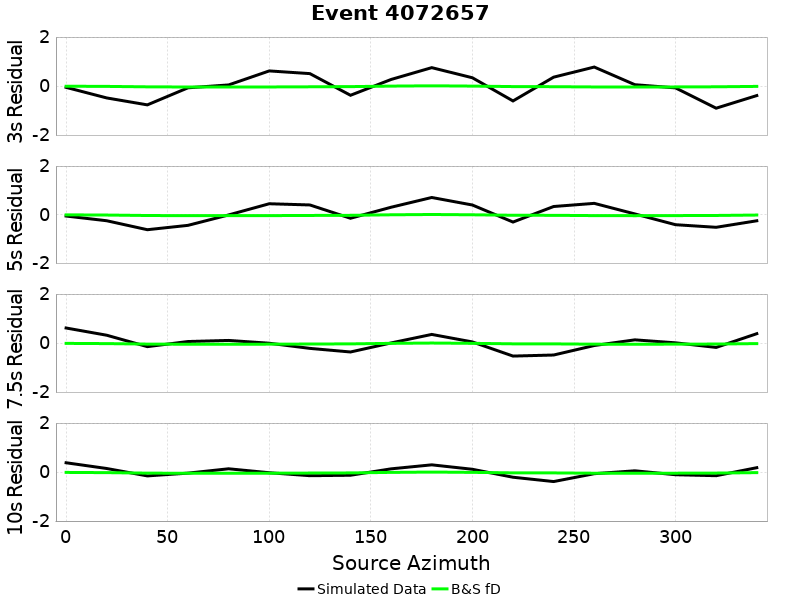 Event 4072657
3s Residual
2
0
-2
5s Residual
2
0
-2
7.5s Residual
2
0
-2
10s Residual
2
0
-2
0 50 100 150 200 250 300
Source Azimuth
Simulated Data B&S fD